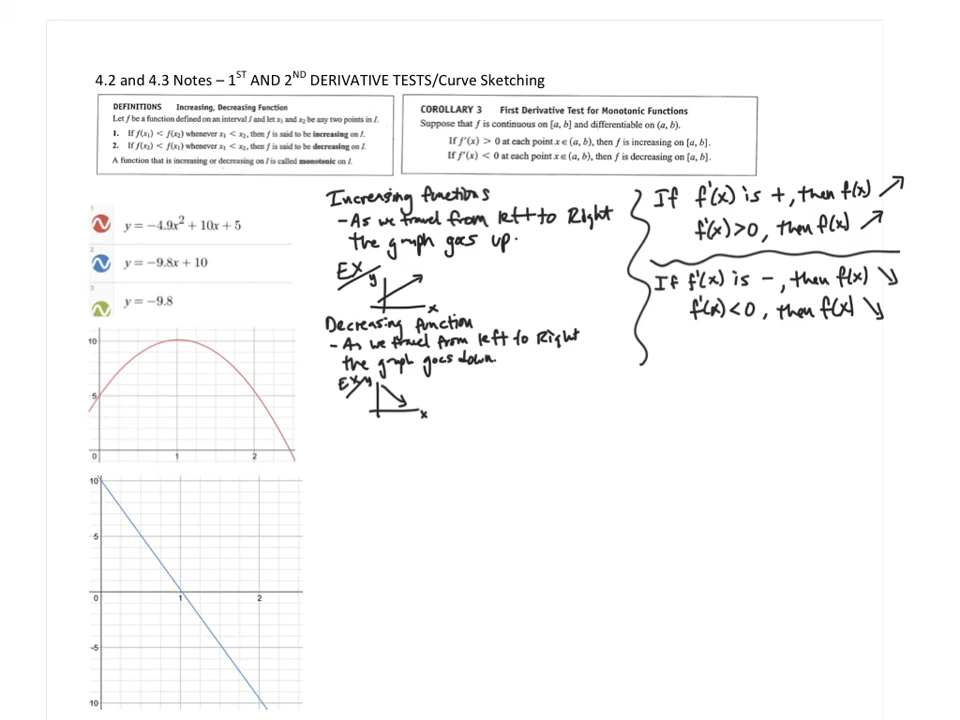 4.2 and 4.3 Notes – 1ST AND 2ND DERIVATIVE TESTS/Curve Sketching
DEFINITIONS Increasing, Decreasing Function
Let f be a function defined on an interval I and let x₁ and x₂ be any two points in I.
1. If f(x₁) < f(x₂) whenever x₁ < x₂, then f is said to be increasing on I.
2. If f(x₂) < f(x₁) whenever x₁ < x₂, then f is said to be decreasing on I.
A function that is increasing or decreasing on I is called monotonic on I.
COROLLARY 3 First Derivative Test for Monotonic Functions
Suppose that f is continuous on [a, b] and differentiable on (a, b).
If f'(x) > 0 at each point x ∈ (a, b), then f is increasing on [a, b].
If f'(x) < 0 at each point x ∈ (a, b), then f is decreasing on [a, b].
1
y = −4.9x² + 10x + 5
2
y = −9.8x + 10
3
y = −9.8
Increasing functions
- As we travel from left to Right
the graph goes up.
EX/
y
x
Decreasing function
- As we travel from left to Right
the graph goes down.
EX/
y
x
If f'(x) is +, then f(x) ↗
f'(x)>0, then f(x) ↗
If f'(x) is −, then f(x) ↘
f'(x)<0, then f(x) ↘
10
5
0
1
2
10
5
0
1
2
-5
10